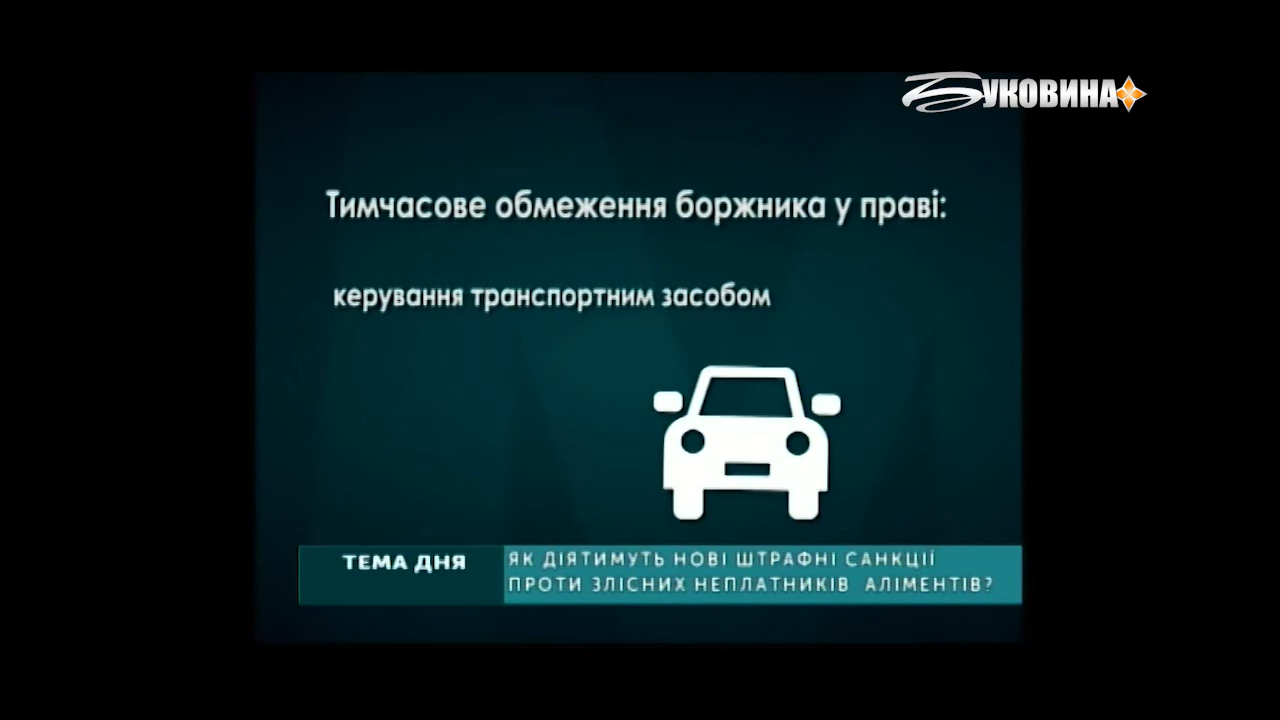 БУКОВИНА
Тимчасове обмеження боржника у праві:
керування транспортним засобом
ТЕМА ДНЯ
ЯК ДІЯТИМУТЬ НОВІ ШТРАФНІ САНКЦІЇ
ПРОТИ ЗЛІСНИХ НЕПЛАТНИКІВ АЛІМЕНТІВ?